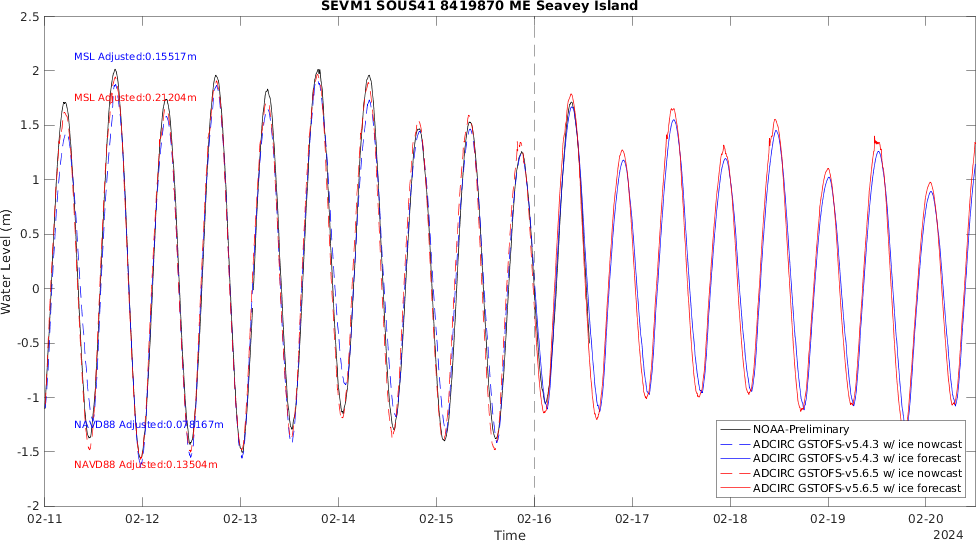 SEVM1 SOUS41 8419870 ME Seavey Island
2.5
2
1.5
1
0.5
0
-0.5
-1
-1.5
-2
Water Level (m)
MSL Adjusted:0.15517m
MSL Adjusted:0.21204m
NAVD88 Adjusted:0.078167m
NAVD88 Adjusted:0.13504m
NOAA-Preliminary
ADCIRC GSTOFS-v5.4.3 w/ ice nowcast
ADCIRC GSTOFS-v5.4.3 w/ ice forecast
ADCIRC GSTOFS-v5.6.5 w/ ice nowcast
ADCIRC GSTOFS-v5.6.5 w/ ice forecast
02-11 02-12 02-13 02-14 02-15 02-16 02-17 02-18 02-19 02-20
Time
2024